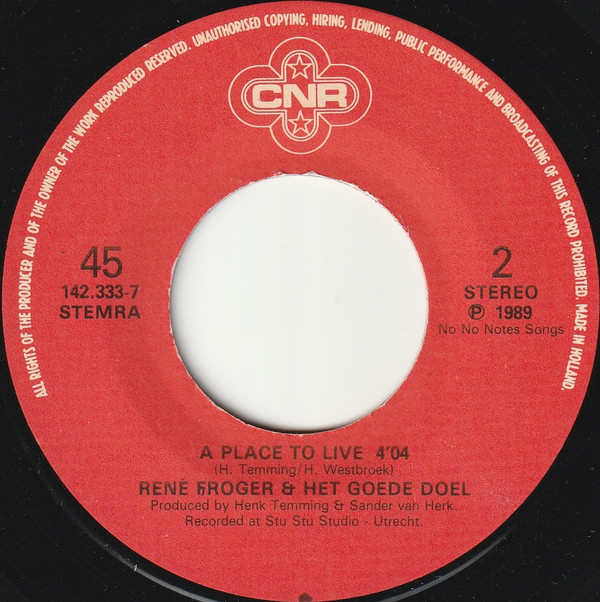 ALL RIGHTS OF THE PRODUCER AND OF THE OWNER OF THE WORK REPRODUCED RESERVED. UNAUTHORISED COPYING, HIRING, LENDING, PUBLIC PERFORMANCE AND BROADCASTING OF THIS RECORD PROHIBITED. MADE IN HOLLAND.
CNR
45
142.333-7
STEMRA
2
STEREO
℗ 1989
No No Notes Songs
A PLACE TO LIVE 4'04
(H. Temming/H. Westbroek)
RENÉ FROGER & HET GOEDE DOEL
Produced by Henk Temming & Sander van Herk.
Recorded at Stu Stu Studio - Utrecht.